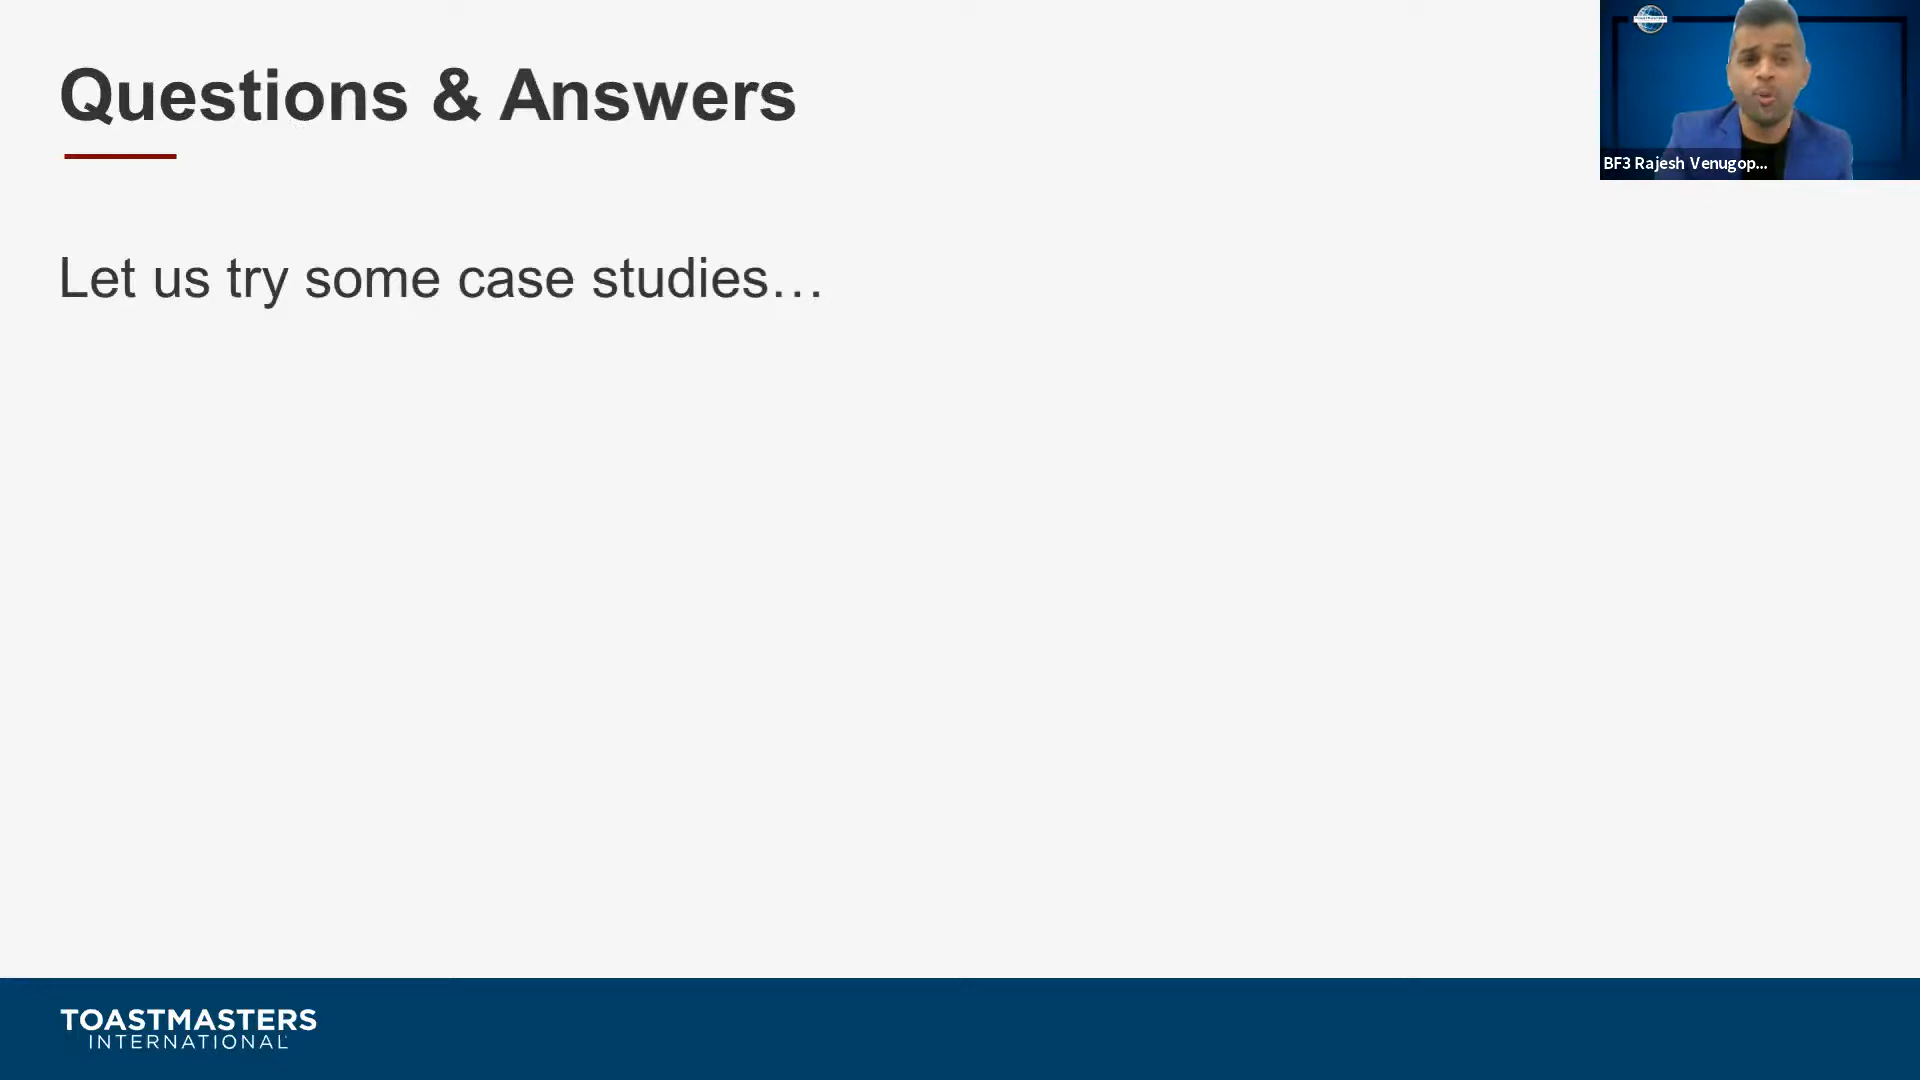 Questions & Answers
BF3 Rajesh Venugop...
Let us try some case studies...
TOASTMASTERS
INTERNATIONAL